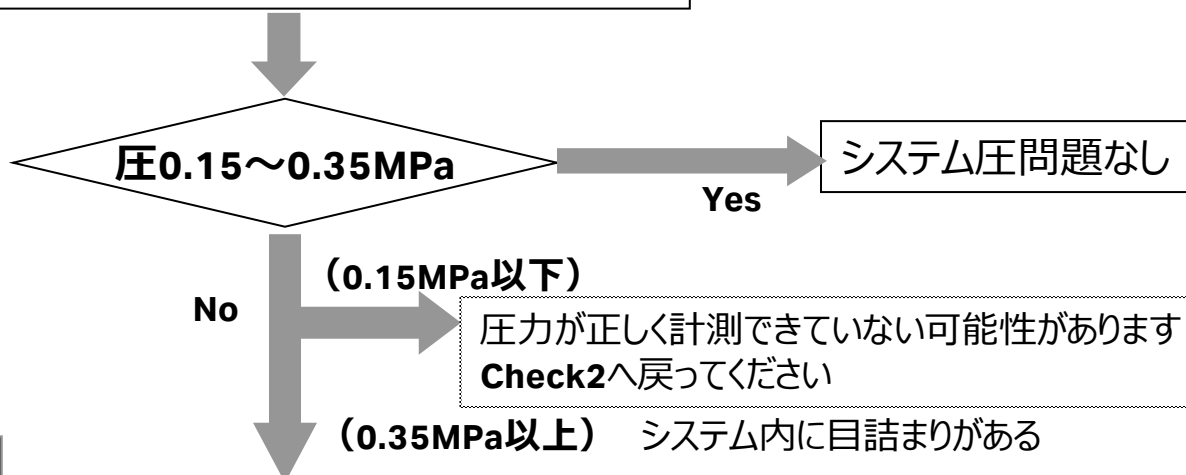 圧0.15～0.35MPa
システム圧問題なし
Yes
（0.15MPa以下）
No
圧力が正しく計測できていない可能性があります
Check2へ戻ってください
（0.35MPa以上） システム内に目詰まりがある